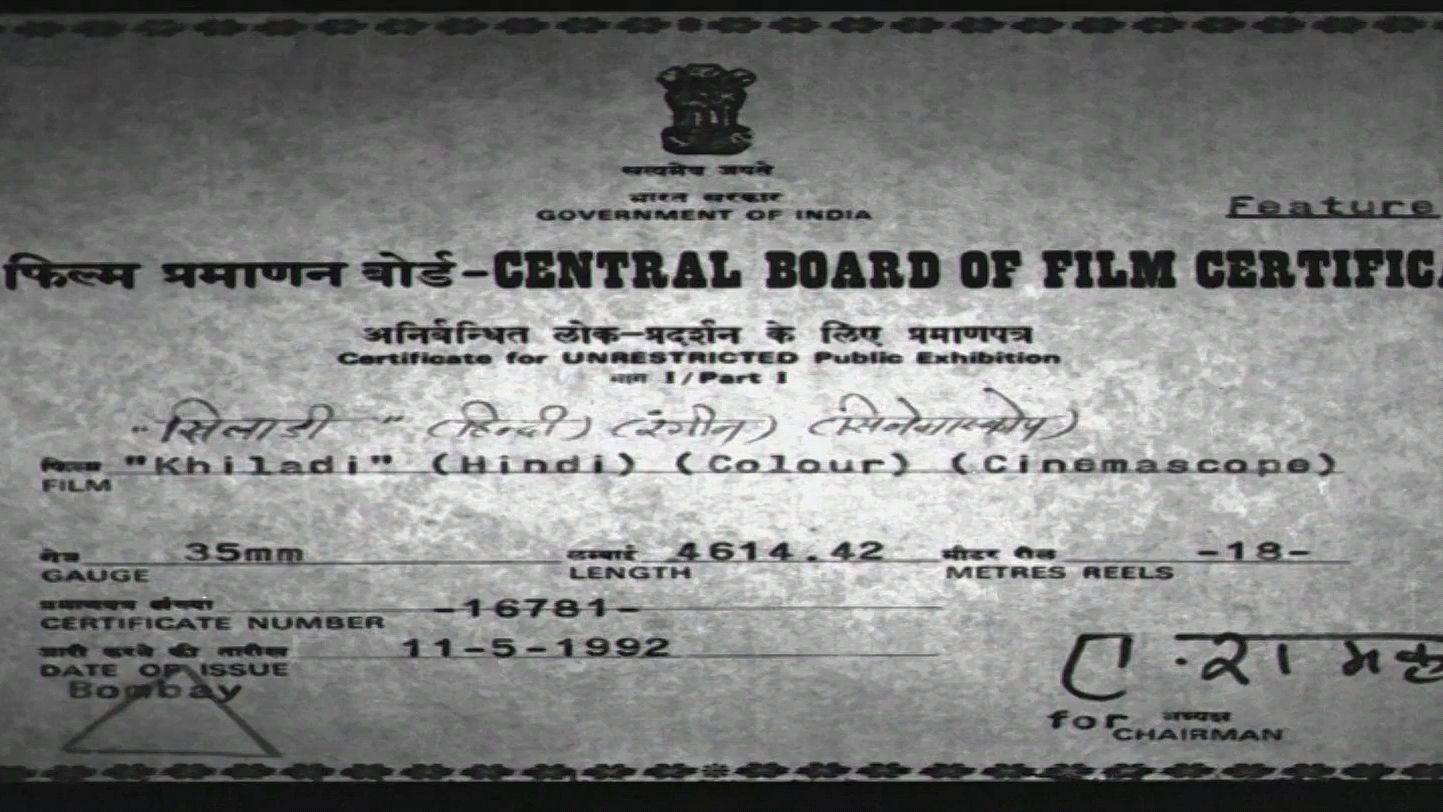 सत्यमेव जयते
भारत सरकार
GOVERNMENT OF INDIA
Feature
फिल्म प्रमाणन बोर्ड-CENTRAL BOARD OF FILM CERTIFIC
अनिर्बन्धित लोक-प्रदर्शन के लिए प्रमाणपत्र
Certificate for UNRESTRICTED Public Exhibition
भाग I/Part I
"खिलाडी" (हिन्दी) (रंगीन) (सिनेमास्कोप)
फिल्म "Khiladi" (Hindi) (Colour) (Cinemascope)
FILM
गेज 35mm लम्बाई 4614.42 मीटर रील -18-
GAUGE LENGTH METRES REELS
प्रमाणपत्र संख्या -16781-
CERTIFICATE NUMBER
जारी करने की तारीख 11-5-1992
DATE OF ISSUE
Bombay
for अध्यक्ष
CHAIRMAN